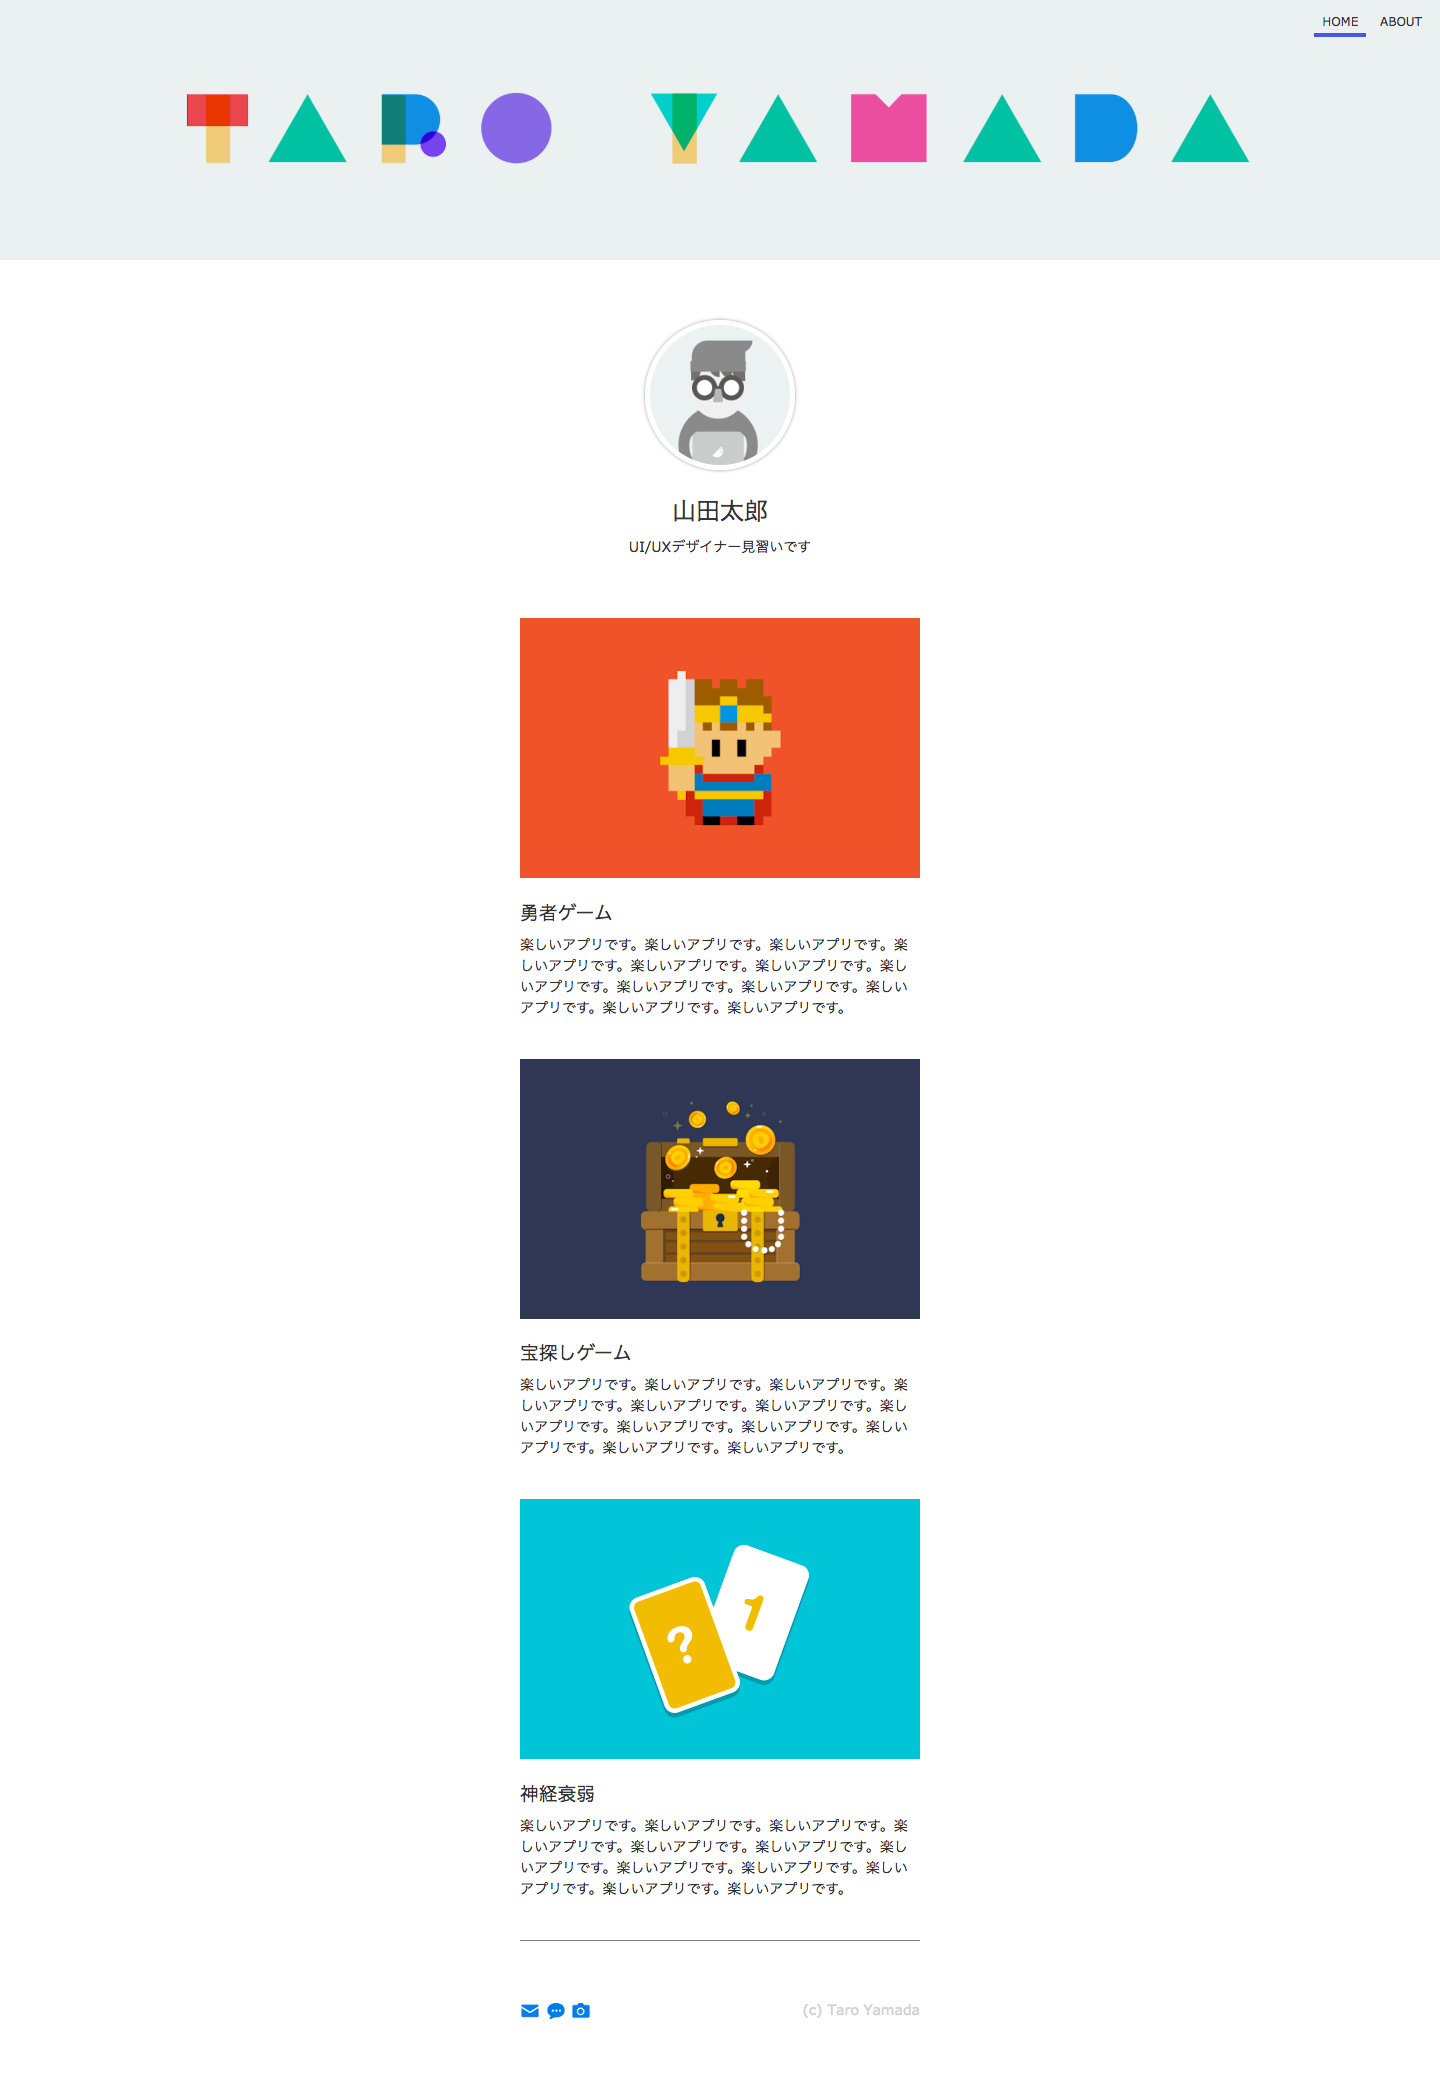 HOME ABOUT
TARO YAMADA
山田太郎
UI/UXデザイナー見習いです
勇者ゲーム
楽しいアプリです。楽しいアプリです。楽しいアプリです。楽
しいアプリです。楽しいアプリです。楽しいアプリです。楽し
いアプリです。楽しいアプリです。楽しいアプリです。楽しい
アプリです。楽しいアプリです。楽しいアプリです。
宝探しゲーム
楽しいアプリです。楽しいアプリです。楽しいアプリです。楽
しいアプリです。楽しいアプリです。楽しいアプリです。楽し
いアプリです。楽しいアプリです。楽しいアプリです。楽しい
アプリです。楽しいアプリです。楽しいアプリです。
? 1
神経衰弱
楽しいアプリです。楽しいアプリです。楽しいアプリです。楽
しいアプリです。楽しいアプリです。楽しいアプリです。楽し
いアプリです。楽しいアプリです。楽しいアプリです。楽しい
アプリです。楽しいアプリです。楽しいアプリです。
(c) Taro Yamada